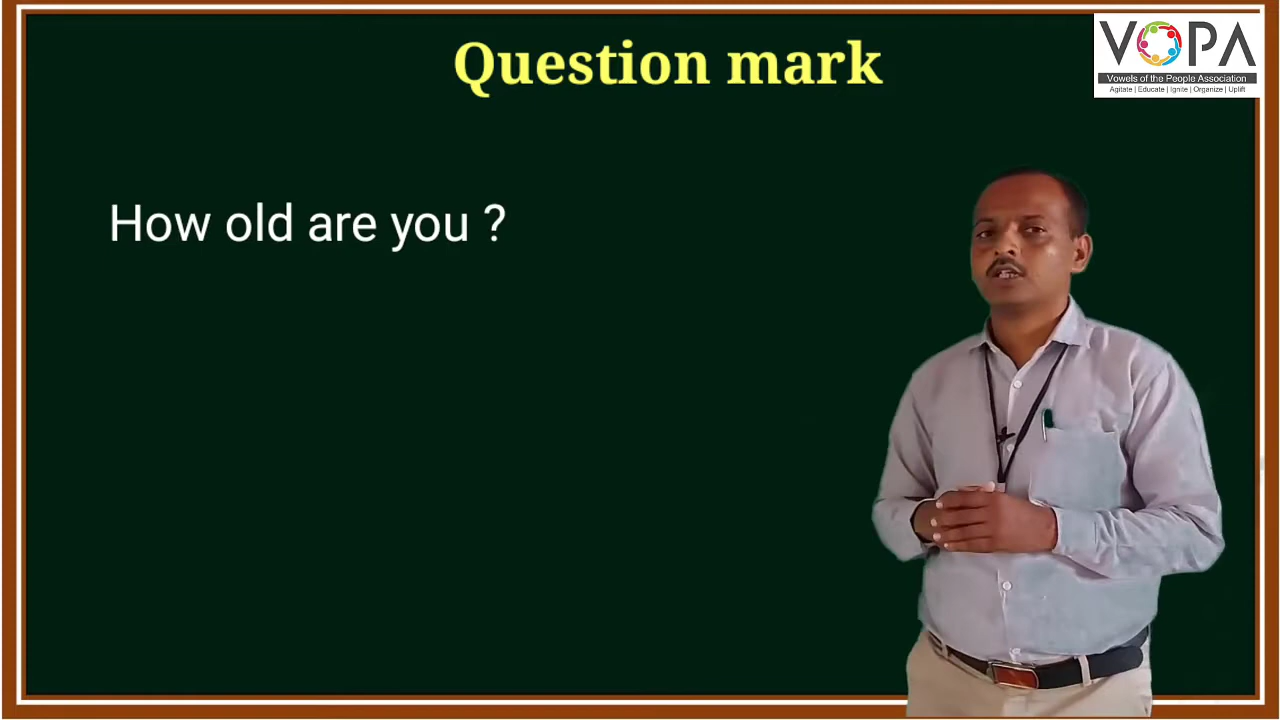 Question mark
VOPA
Vowels of the People Association
Agitate | Educate | Ignite | Organize | Uplift
How old are you ?